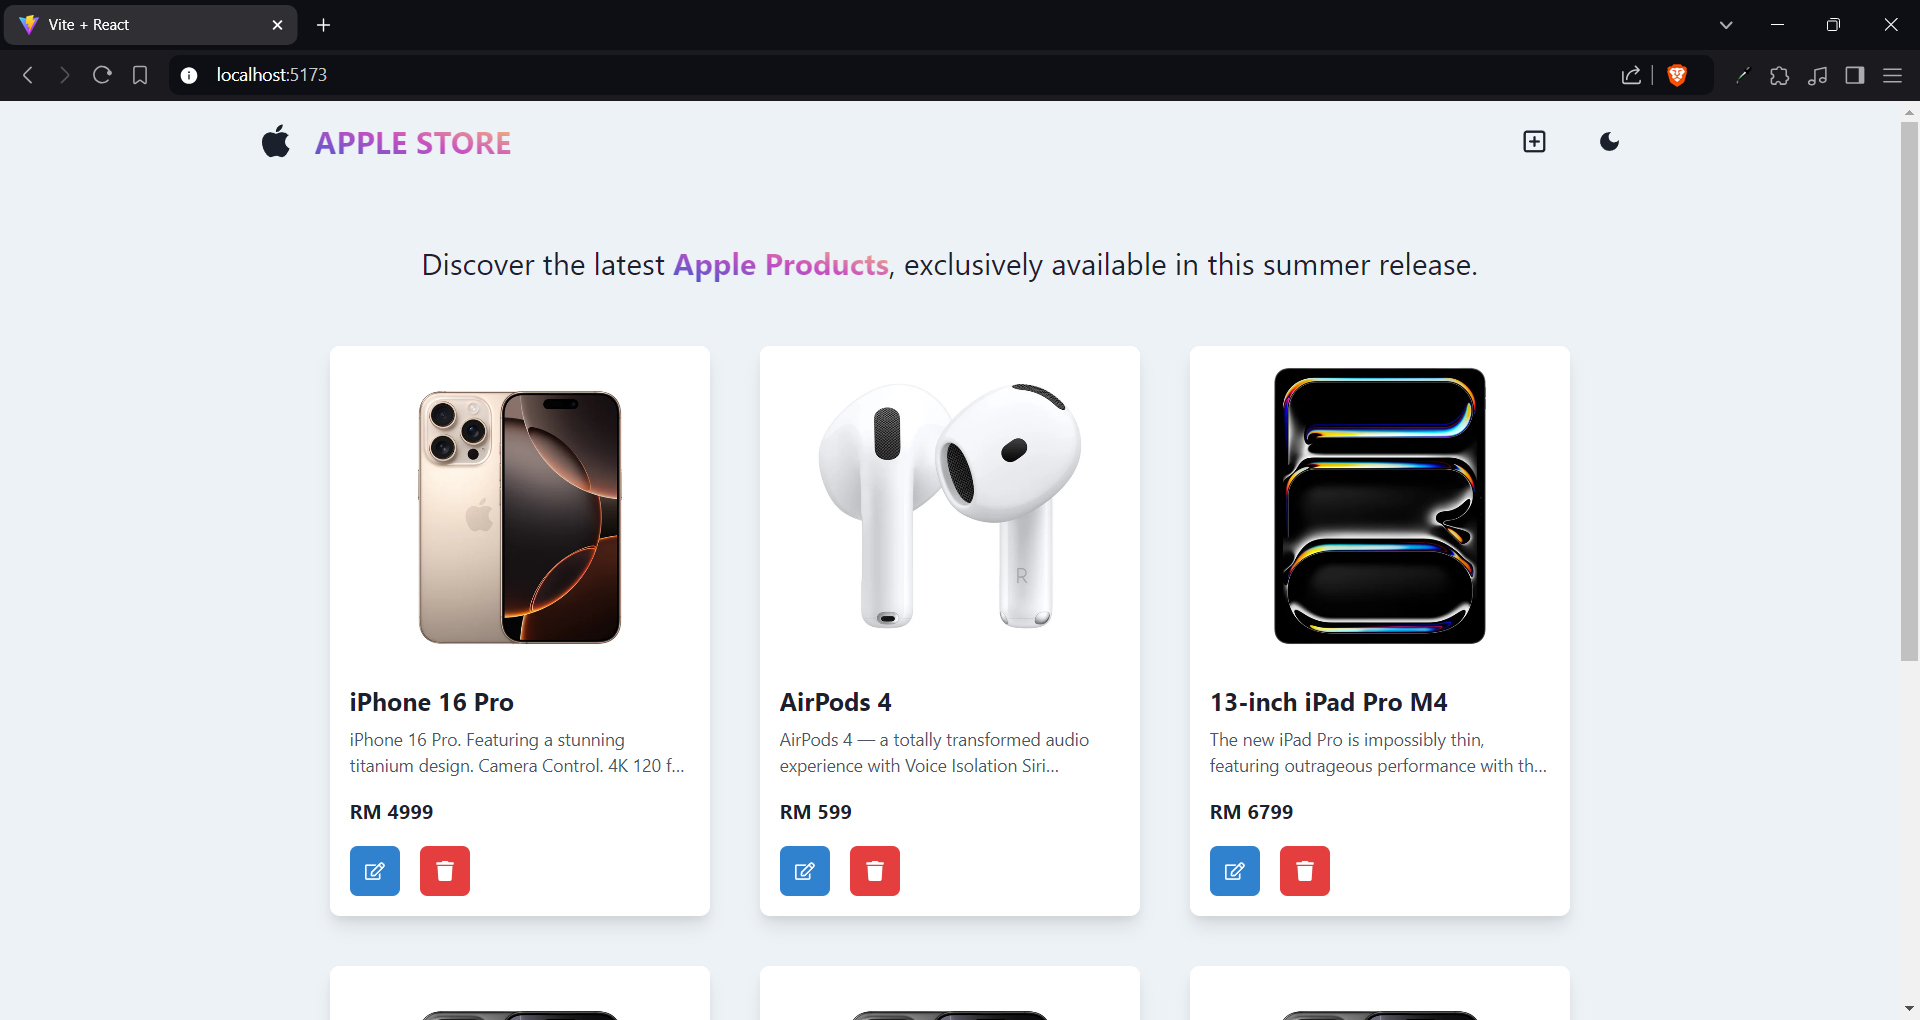 Vite + React
localhost:5173
APPLE STORE
Discover the latest Apple Products, exclusively available in this summer release.
R
iPhone 16 Pro
iPhone 16 Pro. Featuring a stunning
titanium design. Camera Control. 4K 120 f...
RM 4999
AirPods 4
AirPods 4 — a totally transformed audio
experience with Voice Isolation Siri...
RM 599
13-inch iPad Pro M4
The new iPad Pro is impossibly thin,
featuring outrageous performance with th...
RM 6799